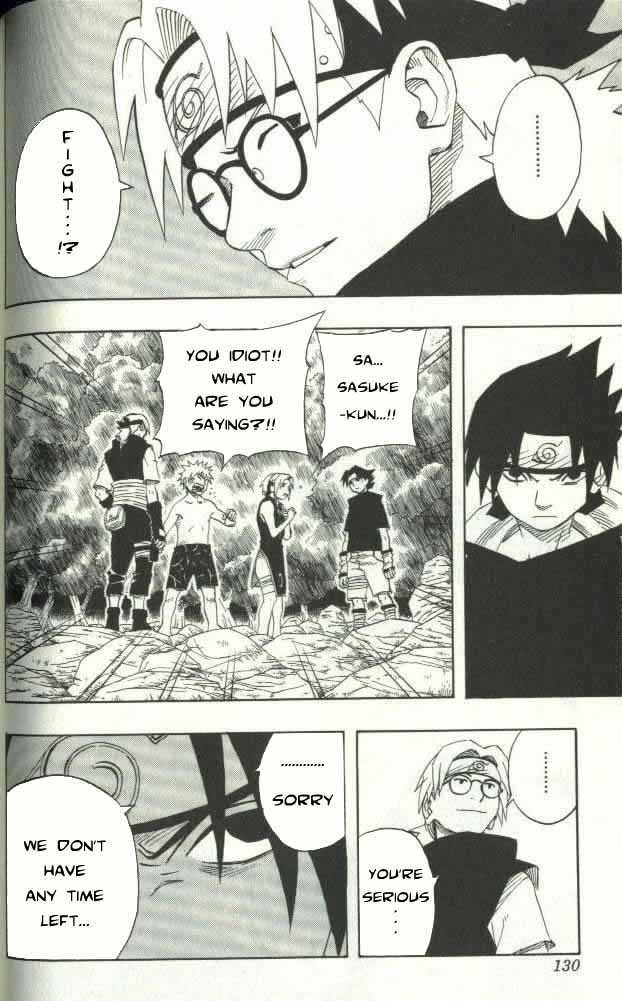 .........
FIGHT...!?
SA...
SASUKE
-KUN...!!
YOU IDIOT!!
WHAT
ARE YOU
SAYING?!!
.........
YOU'RE
SERIOUS
...
............
SORRY
WE DON'T
HAVE
ANY TIME
LEFT...
130